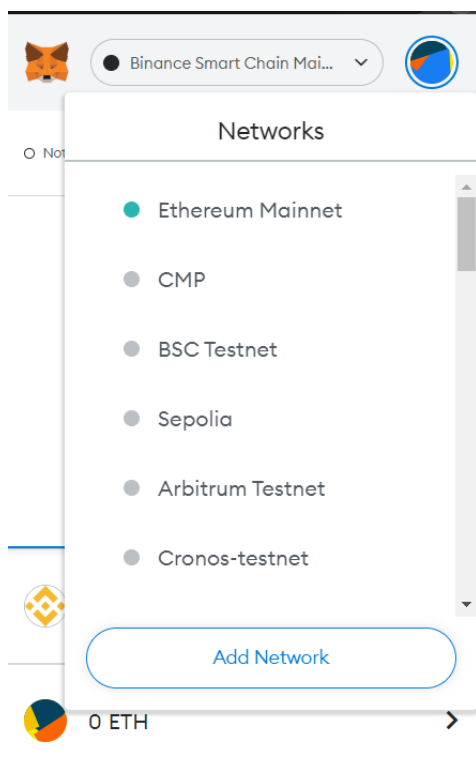 Binance Smart Chain Mai...
Networks
Not
Ethereum Mainnet
CMP
BSC Testnet
Sepolia
Arbitrum Testnet
Cronos-testnet
Add Network
0 ETH